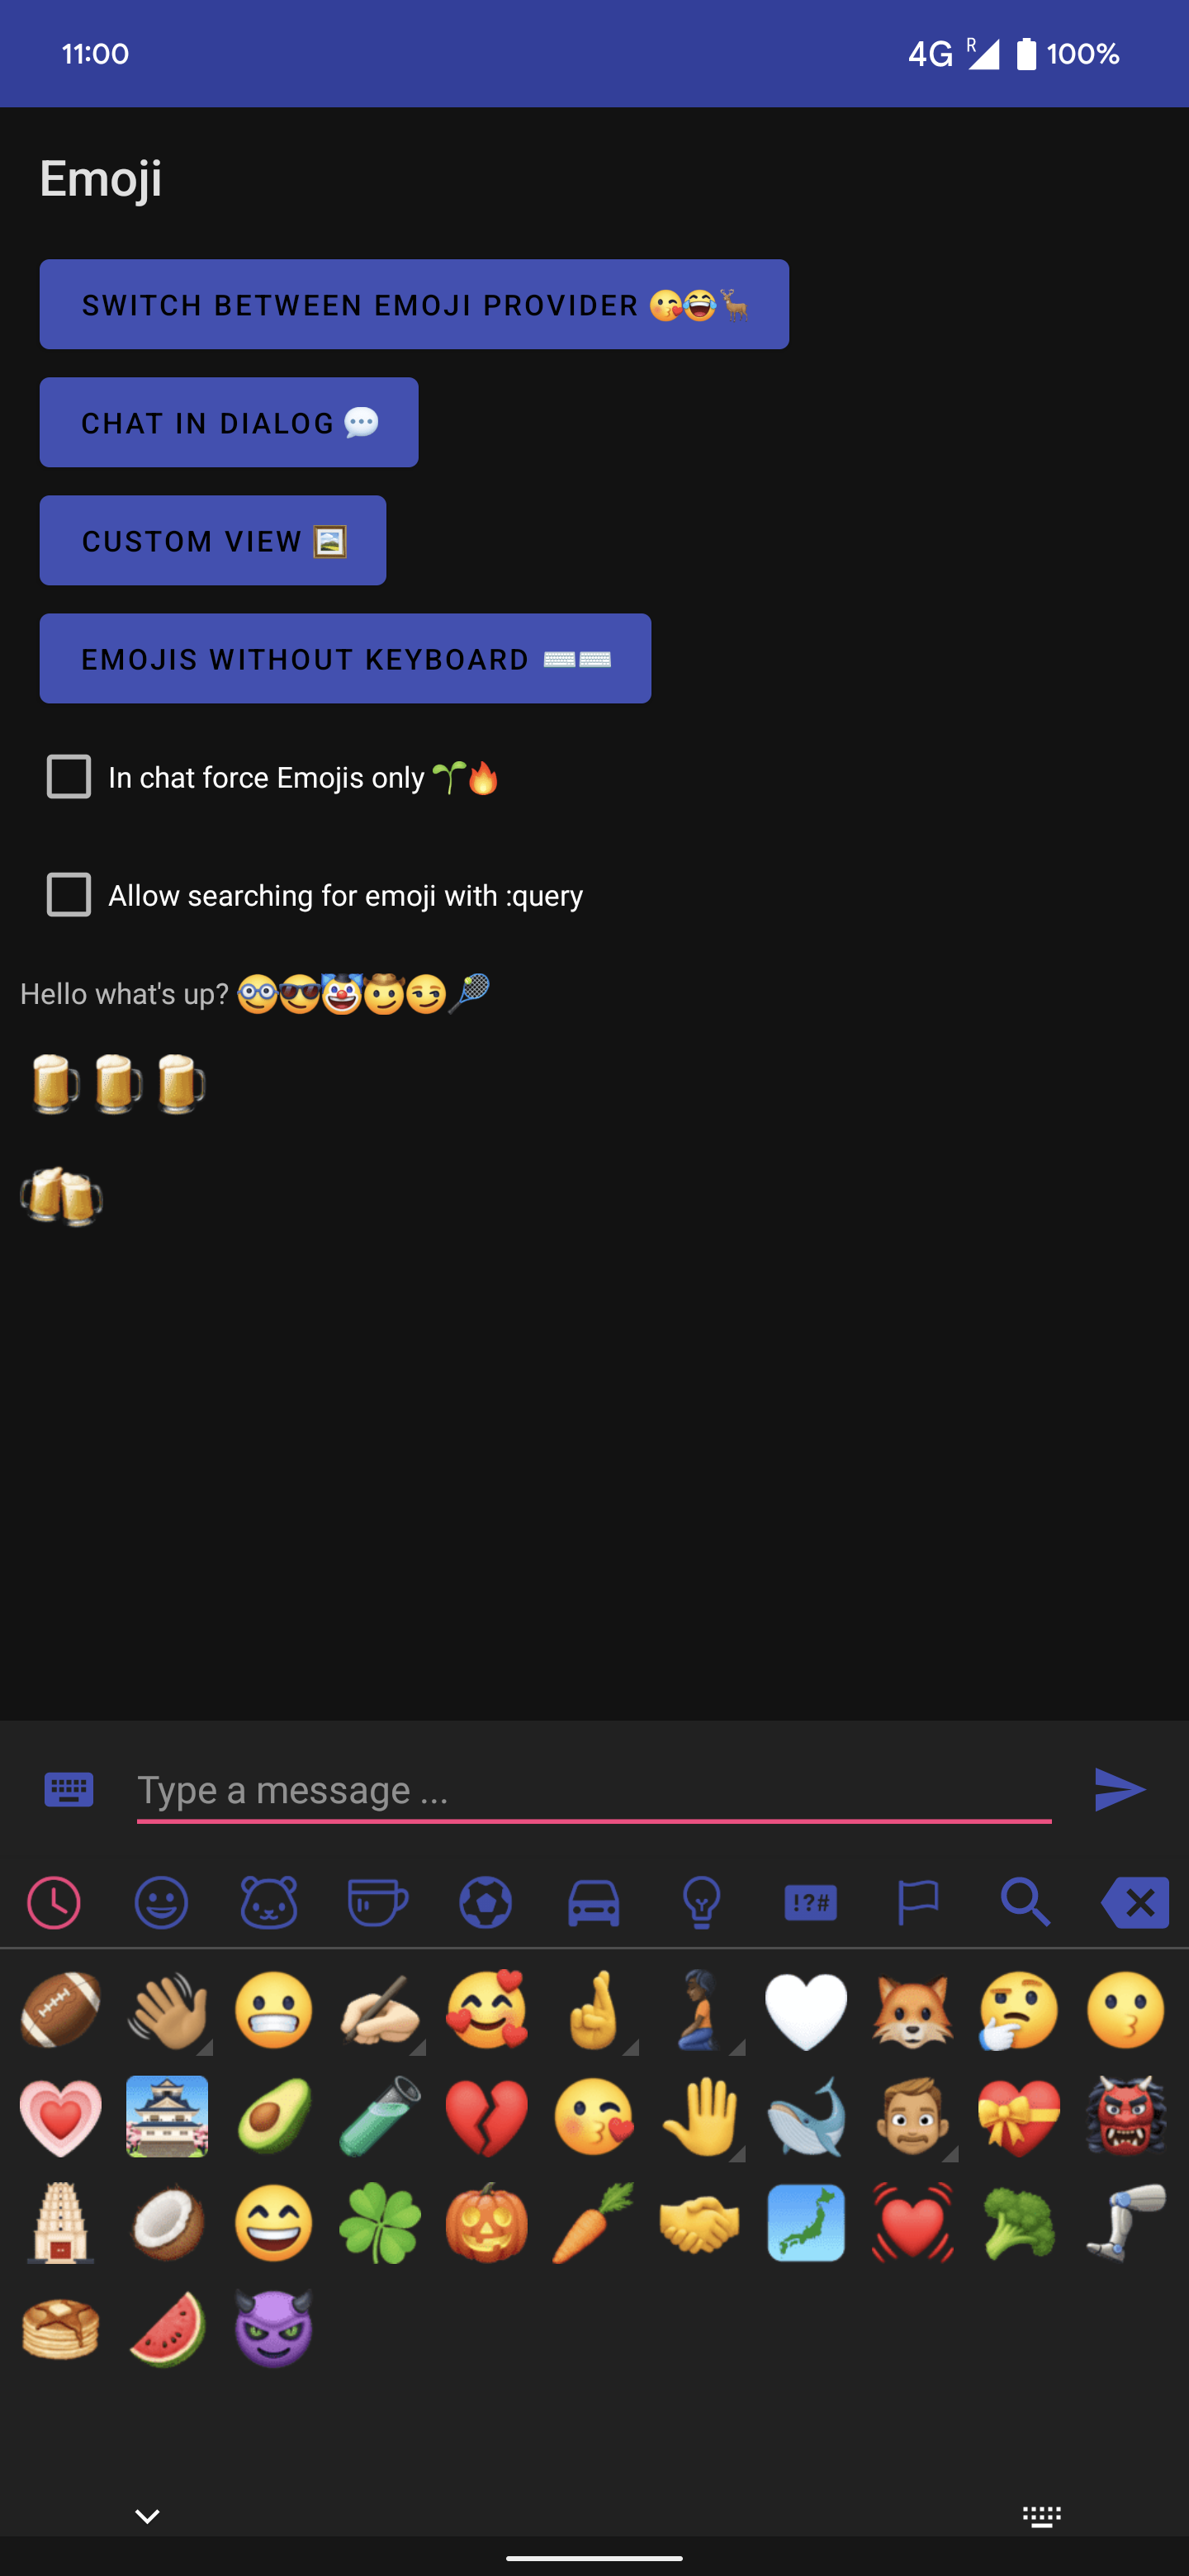 11:00 4G R 100%
Emoji
SWITCH BETWEEN EMOJI PROVIDER 😘😂🦌
CHAT IN DIALOG 💬
CUSTOM VIEW 🖼️
EMOJIS WITHOUT KEYBOARD ⌨️⌨️
In chat force Emojis only 🌱🔥
Allow searching for emoji with :query
Hello what's up? 🤓😎🤡🤠😏🎾
🍺🍺🍺
🍻
Type a message ...
!?#